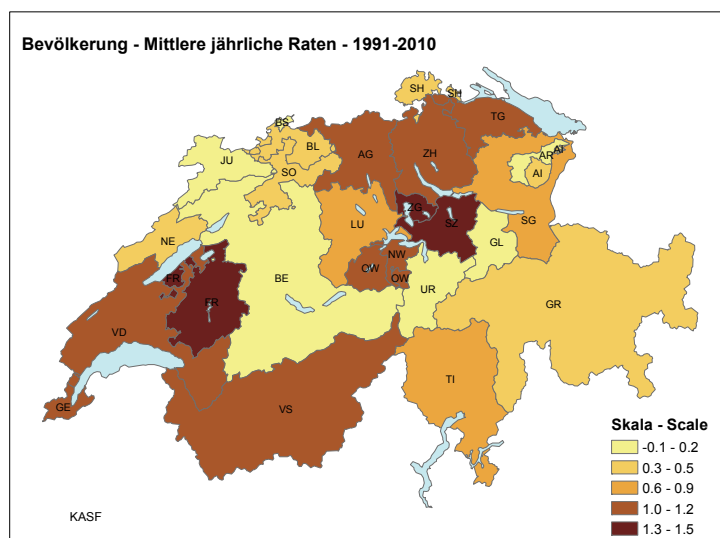 Bevölkerung - Mittlere jährliche Raten - 1991-2010
SH
SH
BS
TG
BL
AG
ZH
JU
AR
AI
SO
AI
ZG
LU
SZ
SG
NE
GL
NW
OW
OW
FR
BE
UR
FR
GR
VD
TI
GE
VS
Skala - Scale
-0.1 - 0.2
0.3 - 0.5
0.6 - 0.9
1.0 - 1.2
1.3 - 1.5
KASF